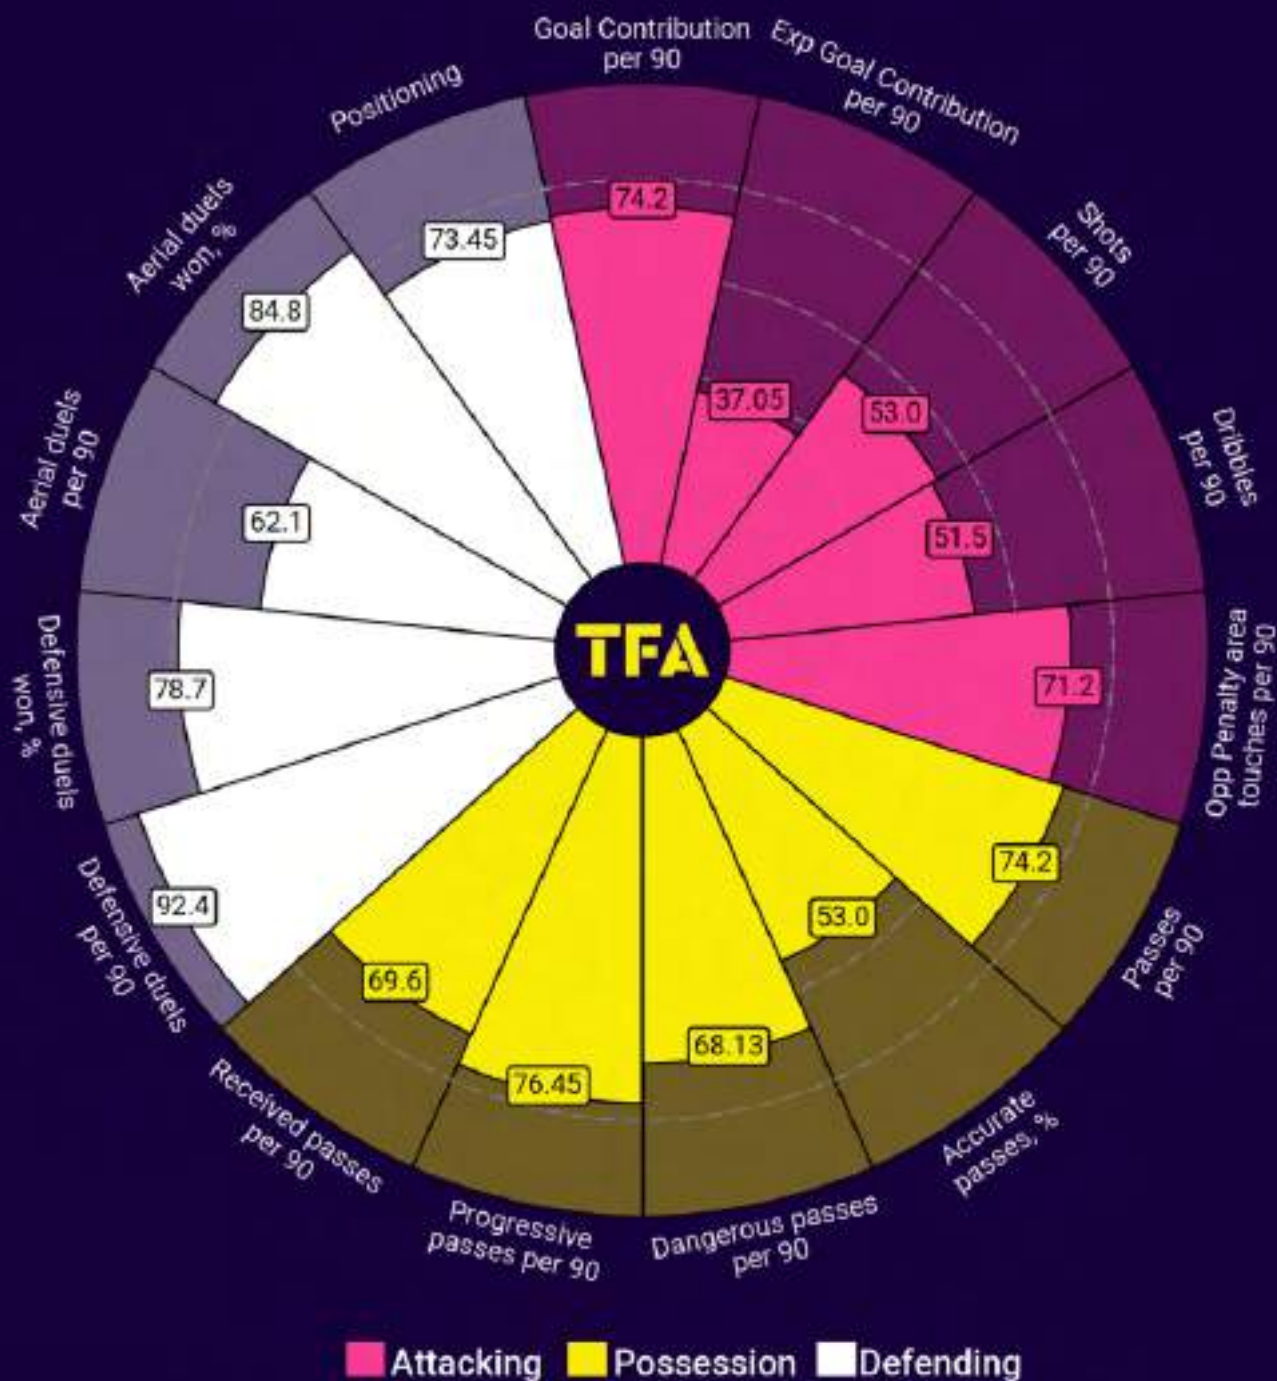 Goal Contribution
per 90
Exp Goal Contribution
per 90
Shots
per 90
Dribbles
per 90
Opp Penalty area
touches per 90
Passes
per 90
Accurate
passes, %
Dangerous passes
per 90
Progressive
passes per 90
Received passes
per 90
Defensive duels
per 90
Defensive duels
won, %
Aerial duels
per 90
Aerial duels
won, %
Positioning
74.2
37.05
53.0
51.5
71.2
74.2
53.0
68.13
76.45
69.6
92.4
78.7
62.1
84.8
73.45
TFA
Attacking Possession Defending